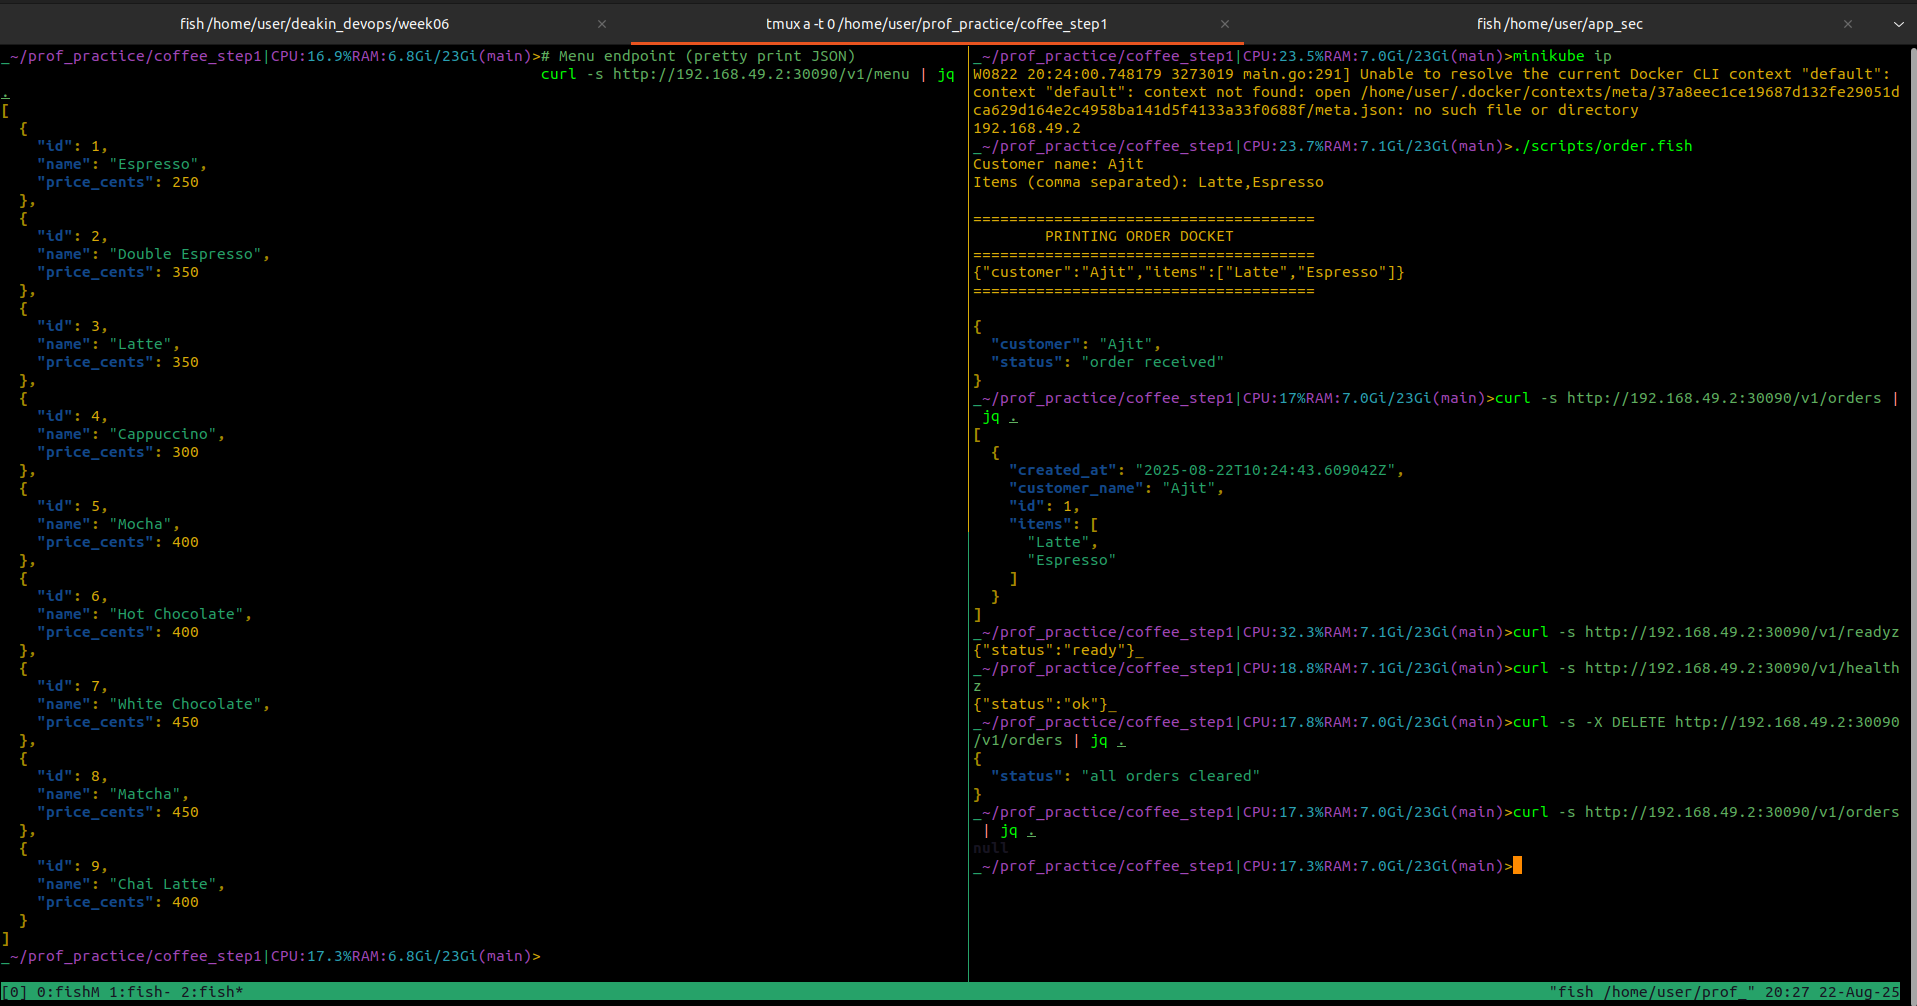 fish /home/user/deakin_devops/week06 × tmux a -t 0 /home/user/prof_practice/coffee_step1 × fish /home/user/app_sec ×
_~/prof_practice/coffee_step1|CPU:16.9%RAM:6.8Gi/23Gi(main)># Menu endpoint (pretty print JSON)
curl -s http://192.168.49.2:30090/v1/menu | jq
.
[
  {
    "id": 1,
    "name": "Espresso",
    "price_cents": 250
  },
  {
    "id": 2,
    "name": "Double Espresso",
    "price_cents": 350
  },
  {
    "id": 3,
    "name": "Latte",
    "price_cents": 350
  },
  {
    "id": 4,
    "name": "Cappuccino",
    "price_cents": 300
  },
  {
    "id": 5,
    "name": "Mocha",
    "price_cents": 400
  },
  {
    "id": 6,
    "name": "Hot Chocolate",
    "price_cents": 400
  },
  {
    "id": 7,
    "name": "White Chocolate",
    "price_cents": 450
  },
  {
    "id": 8,
    "name": "Matcha",
    "price_cents": 450
  },
  {
    "id": 9,
    "name": "Chai Latte",
    "price_cents": 400
  }
]
_~/prof_practice/coffee_step1|CPU:17.3%RAM:6.8Gi/23Gi(main)>
_~/prof_practice/coffee_step1|CPU:23.5%RAM:7.0Gi/23Gi(main)>minikube ip
W0822 20:24:00.748179 3273019 main.go:291] Unable to resolve the current Docker CLI context "default":
context "default": context not found: open /home/user/.docker/contexts/meta/37a8eec1ce19687d132fe29051d
ca629d164e2c4958ba141d5f4133a33f0688f/meta.json: no such file or directory
192.168.49.2
_~/prof_practice/coffee_step1|CPU:23.7%RAM:7.1Gi/23Gi(main)>./scripts/order.fish
Customer name: Ajit
Items (comma separated): Latte,Espresso
======================================
PRINTING ORDER DOCKET
======================================
{"customer":"Ajit","items":["Latte","Espresso"]}
======================================
{
  "customer": "Ajit",
  "status": "order received"
}
_~/prof_practice/coffee_step1|CPU:17%RAM:7.0Gi/23Gi(main)>curl -s http://192.168.49.2:30090/v1/orders |
jq .
[
  {
    "created_at": "2025-08-22T10:24:43.609042Z",
    "customer_name": "Ajit",
    "id": 1,
    "items": [
      "Latte",
      "Espresso"
    ]
  }
]
_~/prof_practice/coffee_step1|CPU:32.3%RAM:7.1Gi/23Gi(main)>curl -s http://192.168.49.2:30090/v1/readyz
{"status":"ready"}_
_~/prof_practice/coffee_step1|CPU:18.8%RAM:7.1Gi/23Gi(main)>curl -s http://192.168.49.2:30090/v1/health
z
{"status":"ok"}_
_~/prof_practice/coffee_step1|CPU:17.8%RAM:7.0Gi/23Gi(main)>curl -s -X DELETE http://192.168.49.2:30090
/v1/orders | jq .
{
  "status": "all orders cleared"
}
_~/prof_practice/coffee_step1|CPU:17.3%RAM:7.0Gi/23Gi(main)>curl -s http://192.168.49.2:30090/v1/orders
| jq .
null
_~/prof_practice/coffee_step1|CPU:17.3%RAM:7.0Gi/23Gi(main)>
[0] 0:fishM 1:fish- 2:fish* "fish /home/user/prof_" 20:27 22-Aug-25